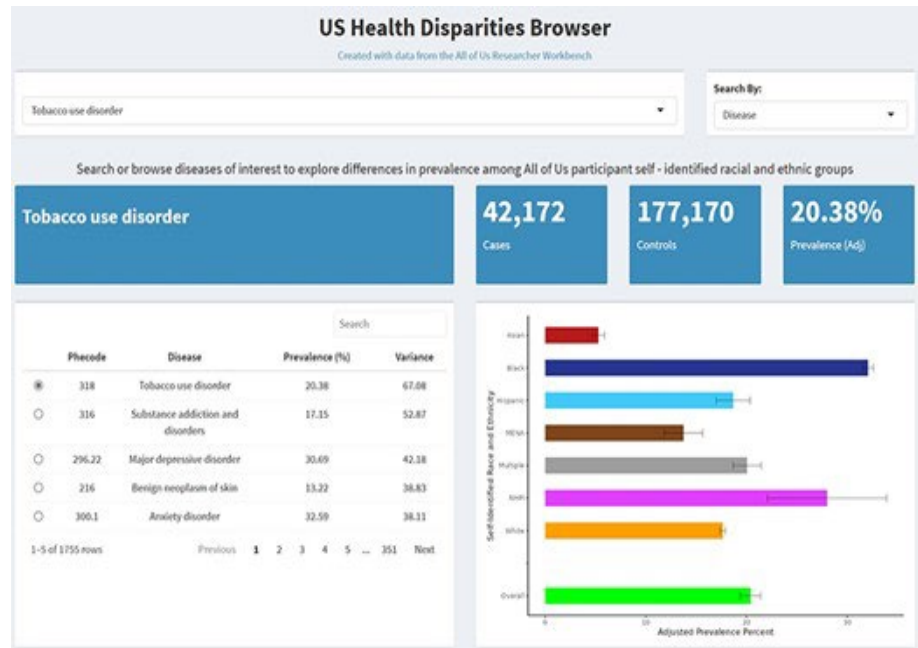 US Health Disparities Browser
Created with data from the All of Us Researcher Workbench
Search By:
Tobacco use disorder
Disease
Search or browse diseases of interest to explore differences in prevalence among All of Us participant self - identified racial and ethnic groups
Tobacco use disorder
42,172
Cases
177,170
Controls
20.38%
Prevalence (Adj)
Search
Phecode Disease Prevalence (%) Variance
318 Tobacco use disorder 20.38 67.08
316 Substance addiction and disorders 17.15 52.87
296.22 Major depressive disorder 30.69 42.18
216 Benign neoplasm of skin 13.22 38.83
300.1 Anxiety disorder 32.59 38.11
1–5 of 1755 rows Previous 1 2 3 4 5 ... 351 Next
Self-Identified Race and Ethnicity
Asian
Black
Hispanic
MENA
Multiple
NHPI
White
Overall
0 10 20 30
Adjusted Prevalence Percent